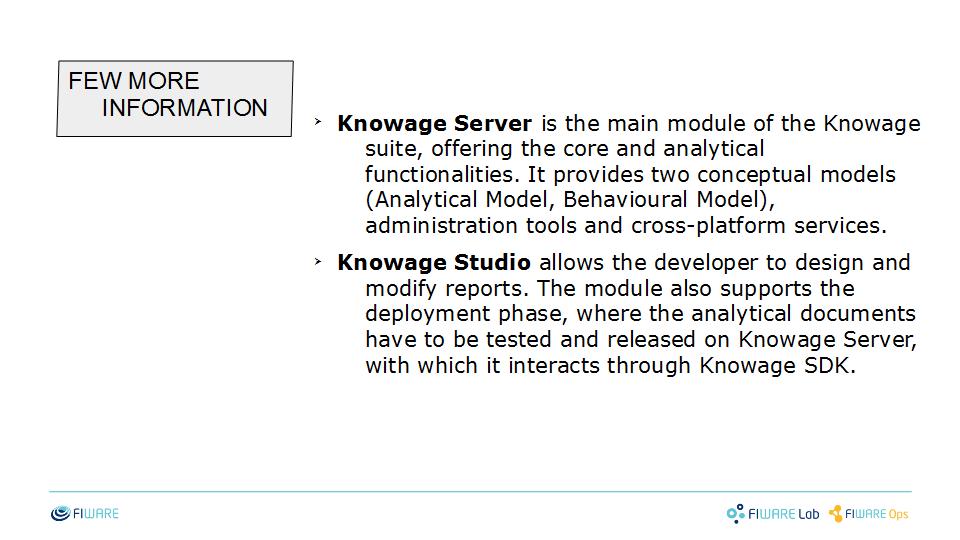 FEW MORE
INFORMATION
➢ Knowage Server is the main module of the Knowage
suite, offering the core and analytical
functionalities. It provides two conceptual models
(Analytical Model, Behavioural Model),
administration tools and cross-platform services.
➢ Knowage Studio allows the developer to design and
modify reports. The module also supports the
deployment phase, where the analytical documents
have to be tested and released on Knowage Server,
with which it interacts through Knowage SDK.
FIWARE
FIWARE Lab
FIWARE Ops